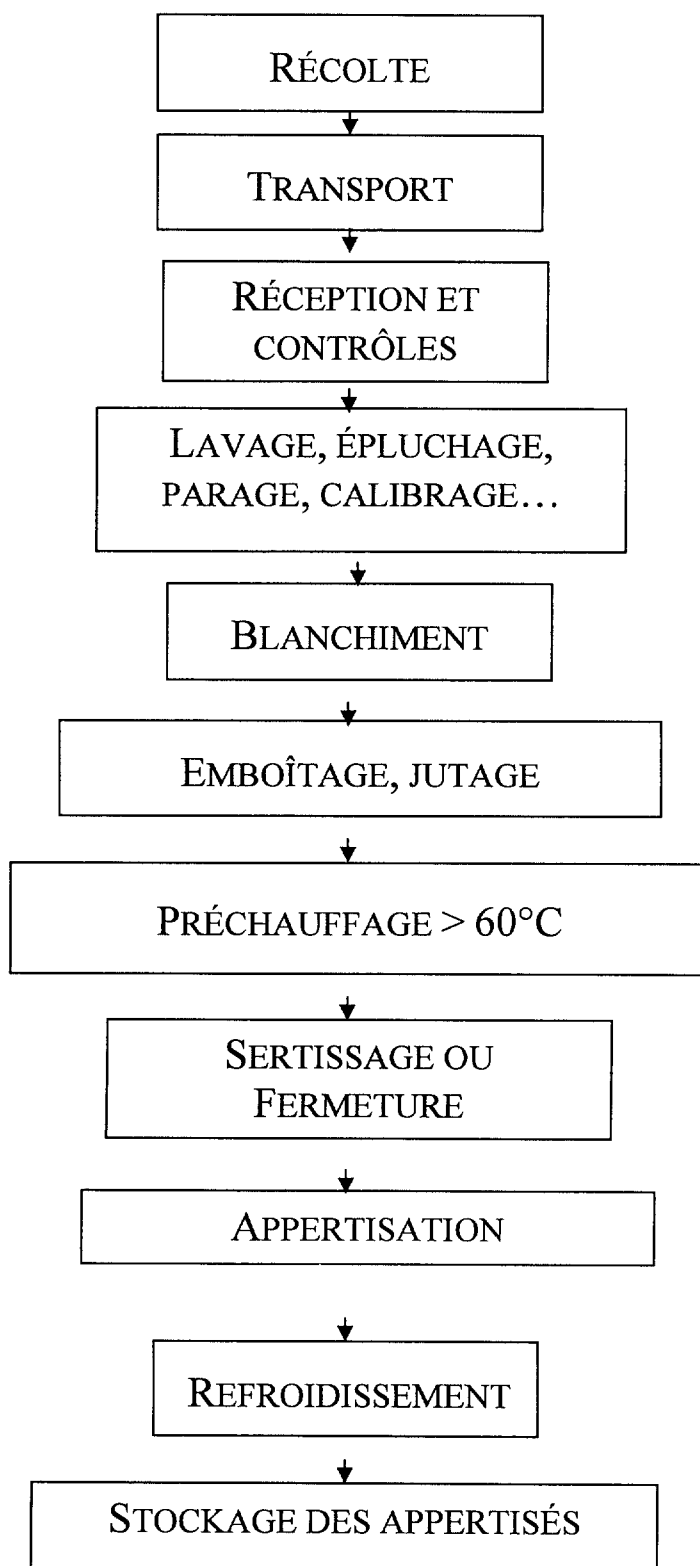 RÉCOLTE
TRANSPORT
RÉCEPTION ET
CONTRÔLES
LAVAGE, ÉPLUCHAGE,
PARAGE, CALIBRAGE...
BLANCHIMENT
EMBOÎTAGE, JUTAGE
PRÉCHAUFFAGE > 60°C
SERTISSAGE OU
FERMETURE
APPERTISATION
REFROIDISSEMENT
STOCKAGE DES APPERTISÉS